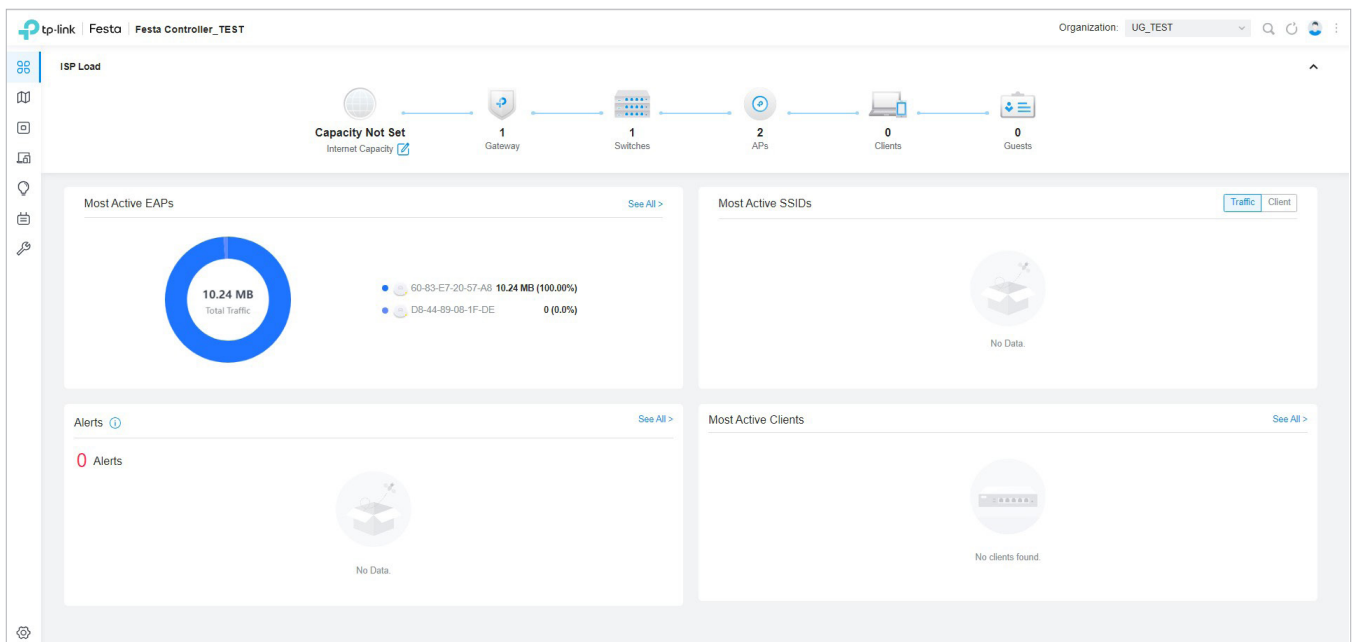 tp-link Festa Festa Controller_TEST Organization: UG_TEST
ISP Load
Capacity Not Set
Internet Capacity
1
Gateway
1
Switches
2
APs
0
Clients
0
Guests
Most Active EAPs See All >
10.24 MB
Total Traffic
60-83-E7-20-57-A8 10.24 MB (100.00%)
D8-44-89-08-1F-DE 0 (0.0%)
Most Active SSIDs Traffic Client
No Data.
Alerts See All >
0 Alerts
No Data.
Most Active Clients See All >
No clients found.